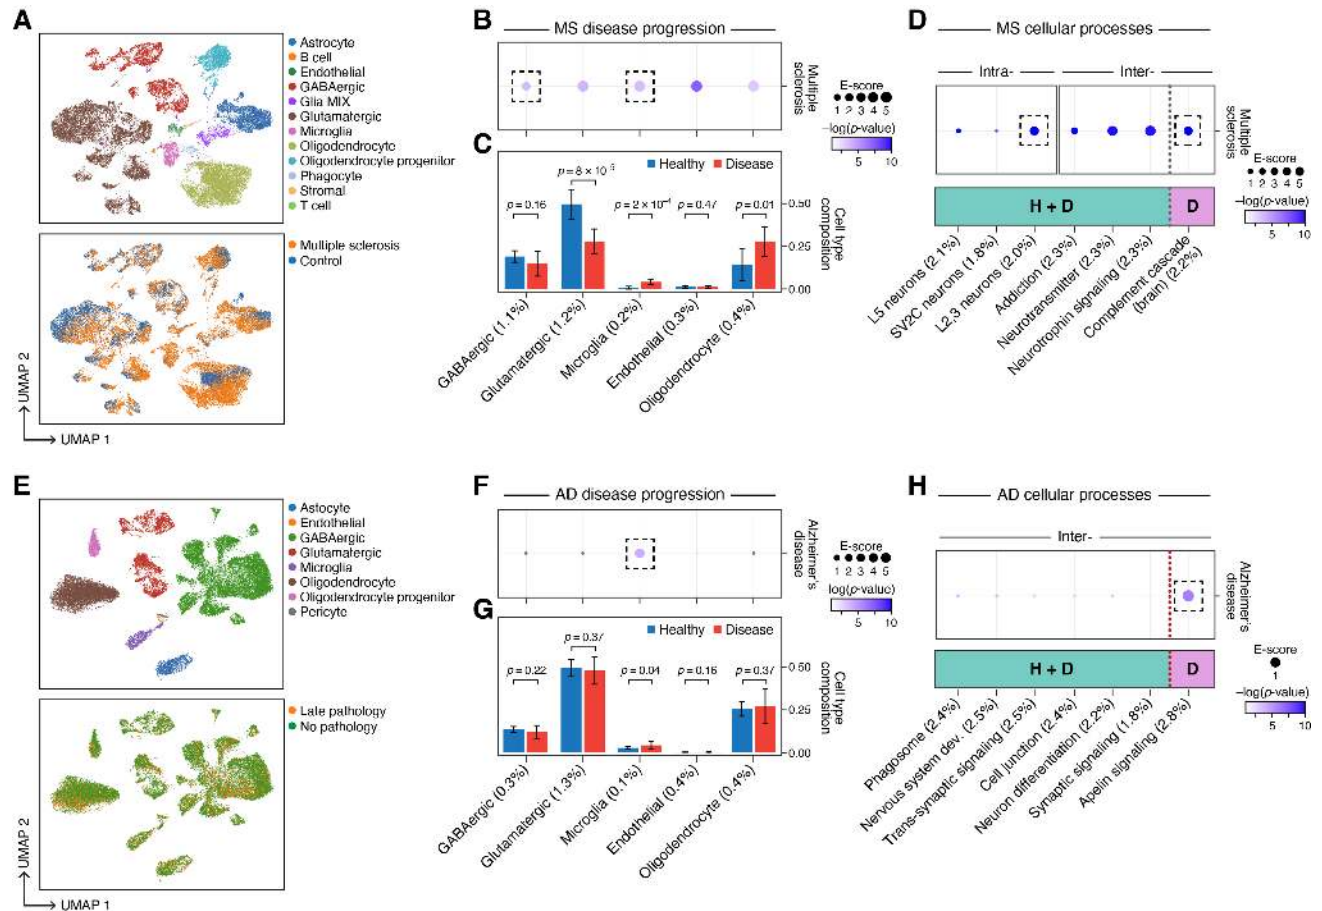 A
Astrocyte
B cell
Endothelial
GABAergic
Glia MIX
Glutamatergic
Microglia
Oligodendrocyte
Oligodendrocyte progenitor
Phagocyte
Stromal
T cell
Multiple sclerosis
Control
UMAP 2
UMAP 1
B
MS disease progression
Multiple
sclerosis
E-score
1 2 3 4 5
−log(p-value)
5 10
C
Healthy Disease
p = 0.16
p = 8 × 10⁻⁵
p = 2 × 10⁻⁴
p = 0.47
p = 0.01
0.50
0.25
0.00
Cell type
composition
GABAergic (1.1%)
Glutamatergic (1.2%)
Microglia (0.2%)
Endothelial (0.3%)
Oligodendrocyte (0.4%)
D
MS cellular processes
Intra- Inter-
Multiple
sclerosis
E-score
1 2 3 4 5
−log(p-value)
5 10
H + D D
L5 neurons (2.1%)
SV2C neurons (1.8%)
L2,3 neurons (2.0%)
Addiction (2.3%)
Neurotransmitter (2.3%)
Neurotrophin signaling (2.3%)
Complement cascade
(brain) (2.2%)
E
Astocyte
Endothelial
GABAergic
Glutamatergic
Microglia
Oligodendrocyte
Oligodendrocyte progenitor
Pericyte
Late pathology
No pathology
UMAP 2
UMAP 1
F
AD disease progression
Alzheimer's
disease
E-score
1 2 3 4 5
log(p-value)
5 10
G
Healthy Disease
p = 0.22
p = 0.37
p = 0.04
p = 0.16
p = 0.37
0.50
0.25
0.00
Cell type
composition
GABAergic (0.3%)
Glutamatergic (1.3%)
Microglia (0.1%)
Endothelial (0.4%)
Oligodendrocyte (0.4%)
H
AD cellular processes
Inter-
Alzheimer's
disease
E-score
1
−log(p-value)
5 10
H + D D
Phagosome (2.4%)
Nervous system dev. (2.5%)
Trans-synaptic signaling (2.5%)
Cell junction (2.4%)
Neuron differentiation (2.2%)
Synaptic signaling (1.8%)
Apelin signaling (2.8%)